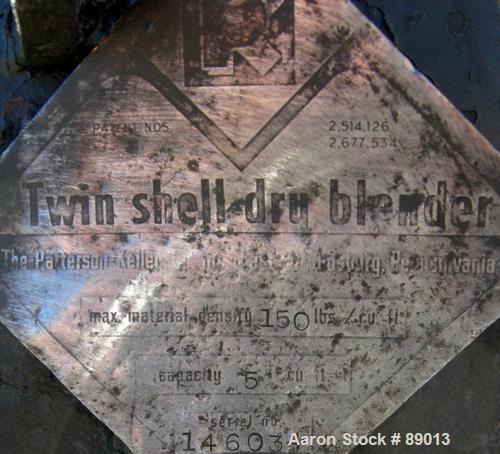 PATENT NOS. 2,514,126
2,677,534
Twin shell dry blender
The Patterson-Kelley Pennsylvania
max. material density 150 lbs./cu ft
capacity 5 cu ft
serial no.
14603
Aaron Stock # 89013